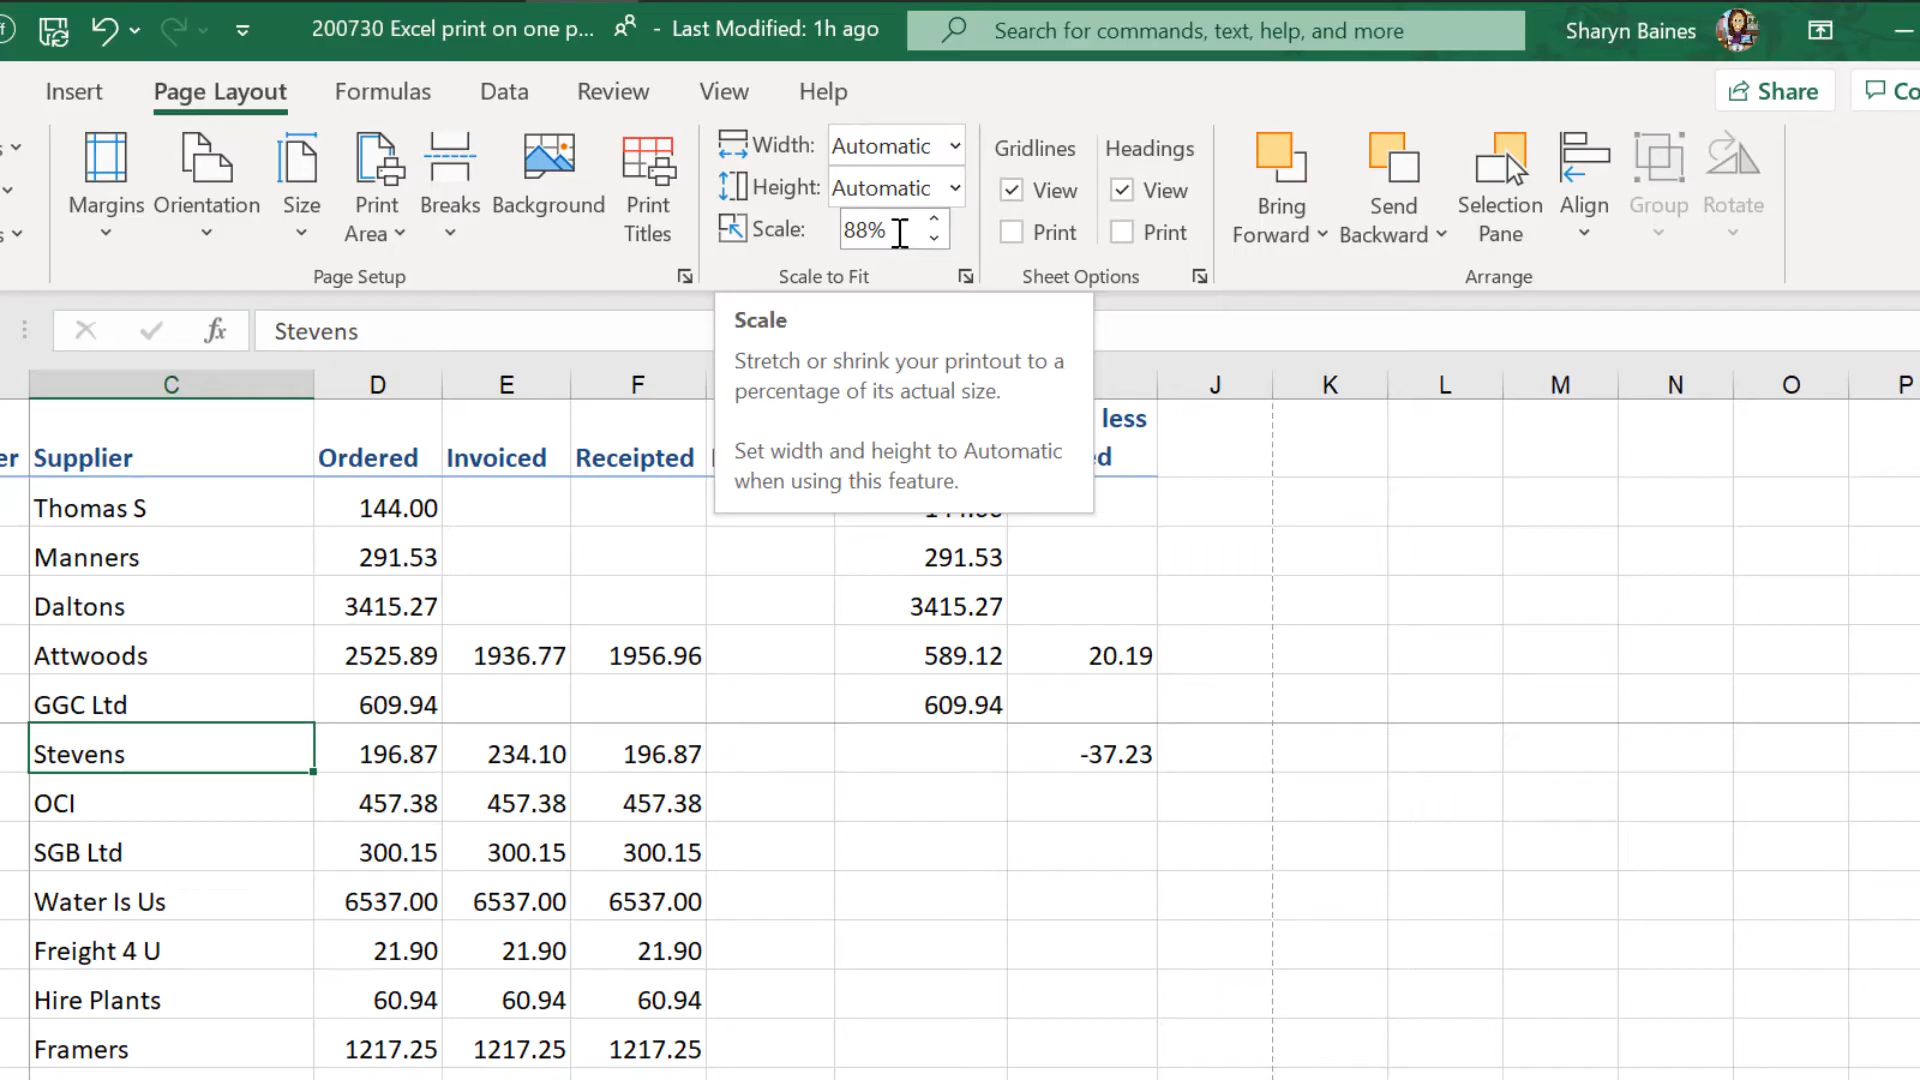 200730 Excel print on one p... - Last Modified: 1h ago
Search for commands, text, help, and more
Sharyn Baines
Insert Page Layout Formulas Data Review View Help
Share
Margins Orientation Size Print Area Breaks Background Print Titles
Page Setup
Width: Automatic
Height: Automatic
Scale: 88%
Scale to Fit
Gridlines Headings
View View
Print Print
Sheet Options
Bring Forward Send Backward Selection Pane Align Group Rotate
Arrange
fx Stevens
Scale
Stretch or shrink your printout to a
percentage of its actual size.
Set width and height to Automatic
when using this feature.
C D E F J K L M N O P
less
er Supplier Ordered Invoiced Receipted ed
Thomas S 144.00
Manners 291.53 291.53
Daltons 3415.27 3415.27
Attwoods 2525.89 1936.77 1956.96 589.12 20.19
GGC Ltd 609.94 609.94
Stevens 196.87 234.10 196.87 -37.23
OCI 457.38 457.38 457.38
SGB Ltd 300.15 300.15 300.15
Water Is Us 6537.00 6537.00 6537.00
Freight 4 U 21.90 21.90 21.90
Hire Plants 60.94 60.94 60.94
Framers 1217.25 1217.25 1217.25